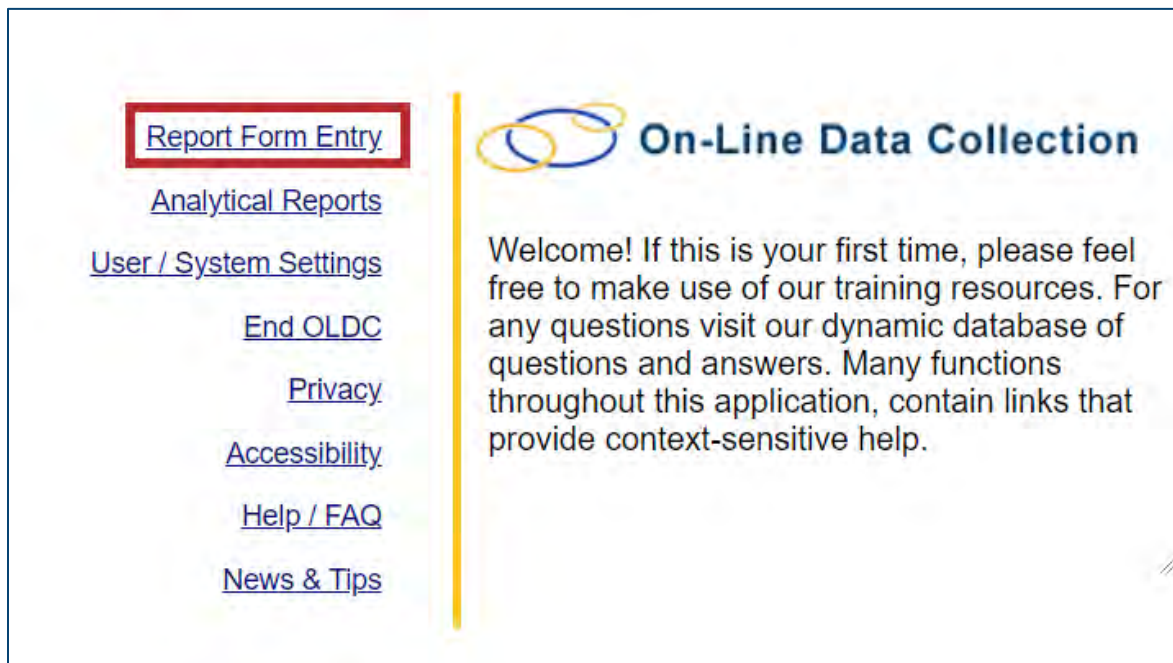 Report Form Entry
Analytical Reports
User / System Settings
End OLDC
Privacy
Accessibility
Help / FAQ
News & Tips
On-Line Data Collection
Welcome! If this is your first time, please feel
free to make use of our training resources. For
any questions visit our dynamic database of
questions and answers. Many functions
throughout this application, contain links that
provide context-sensitive help.